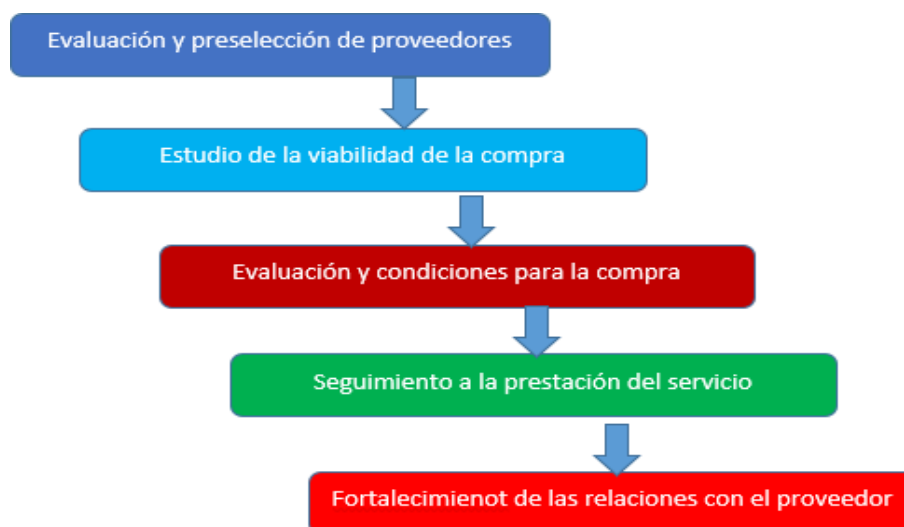 Evaluación y preselección de proveedores
Estudio de la viabilidad de la compra
Evaluación y condiciones para la compra
Seguimiento a la prestación del servicio
Fortalecimienot de las relaciones con el proveedor